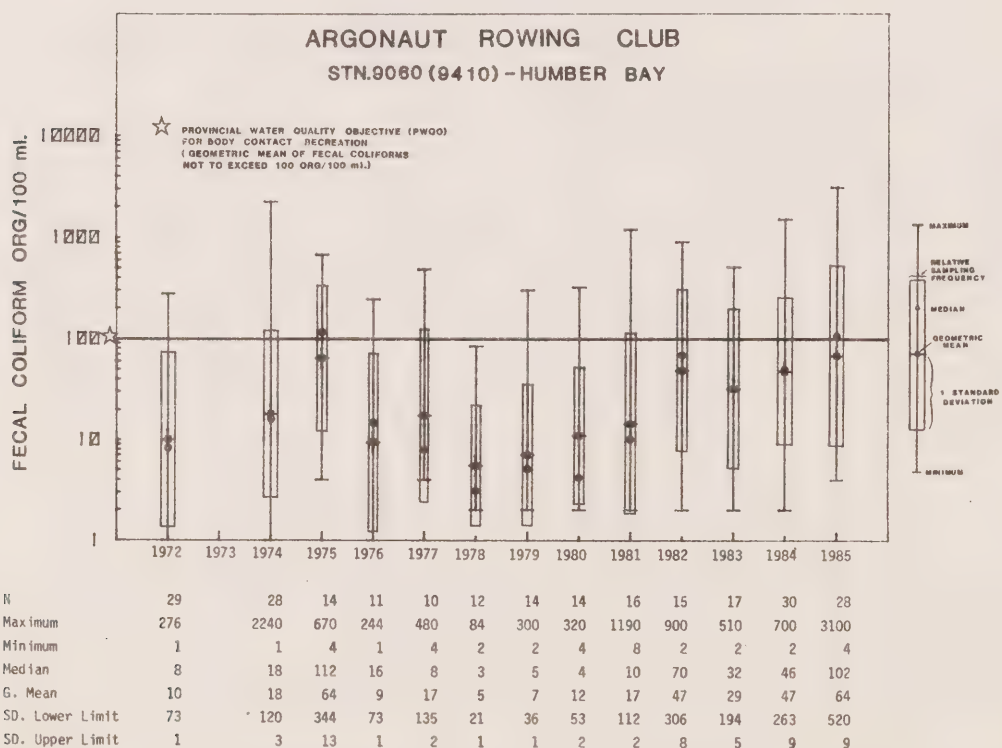 ARGONAUT ROWING CLUB
STN.9060 (9410) - HUMBER BAY
☆ PROVINCIAL WATER QUALITY OBJECTIVE (PWQO)
FOR BODY CONTACT RECREATION
(GEOMETRIC MEAN OF FECAL COLIFORMS
NOT TO EXCEED 100 ORG/100 ml.)
FECAL COLIFORM ORG/100 ml.
10000
1000
100
10
1
MAXIMUM
RELATIVE
SAMPLING
FREQUENCY
MEDIAN
GEOMETRIC
MEAN
1 STANDARD
DEVIATION
MINIMUM
1972 1973 1974 1975 1976 1977 1978 1979 1980 1981 1982 1983 1984 1985
N 29 28 14 11 10 12 14 14 16 15 17 30 28
Maximum 276 2240 670 244 480 84 300 320 1190 900 510 700 3100
Minimum 1 1 4 1 4 2 2 4 8 2 2 2 4
Median 8 18 112 16 8 3 5 4 10 70 32 46 102
G. Mean 10 18 64 9 17 5 7 12 17 47 29 47 64
SD. Lower Limit 73 120 344 73 135 21 36 53 112 306 194 263 520
SD. Upper Limit 1 3 13 1 2 1 1 2 2 8 5 9 9